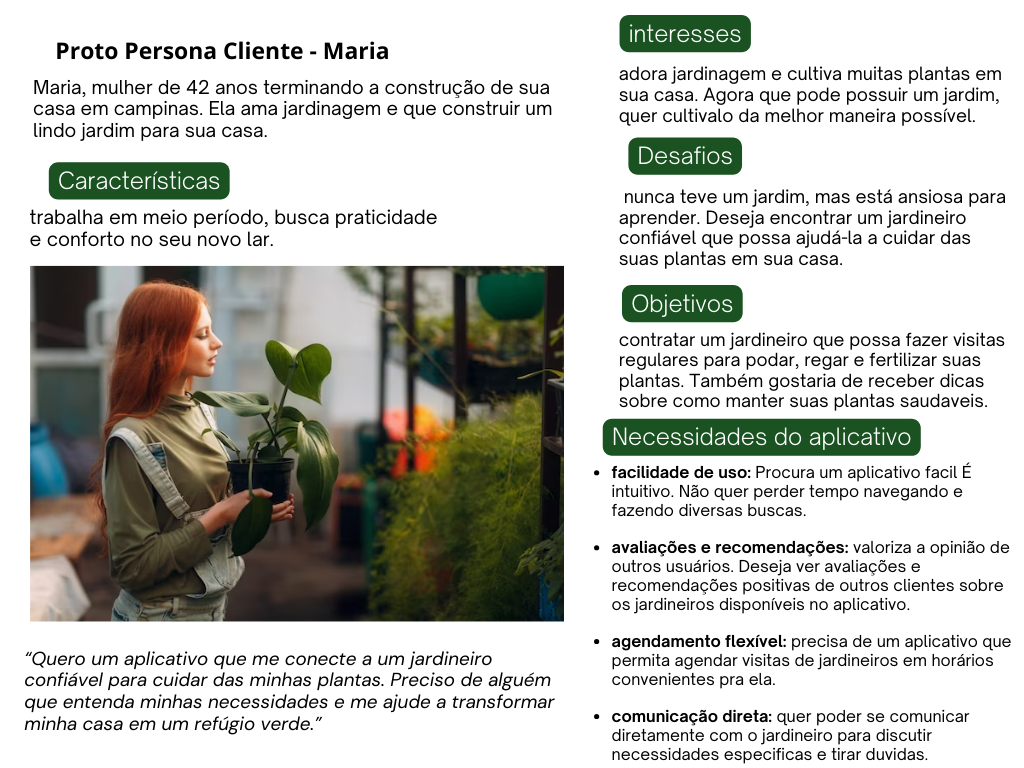 Proto Persona Cliente - Maria
Maria, mulher de 42 anos terminando a construção de sua
casa em campinas. Ela ama jardinagem e que construir um
lindo jardim para sua casa.
Características
trabalha em meio período, busca praticidade
e conforto no seu novo lar.
“Quero um aplicativo que me conecte a um jardineiro
confiável para cuidar das minhas plantas. Preciso de alguém
que entenda minhas necessidades e me ajude a transformar
minha casa em um refúgio verde.”
interesses
adora jardinagem e cultiva muitas plantas em
sua casa. Agora que pode possuir um jardim,
quer cultivalo da melhor maneira possível.
Desafios
nunca teve um jardim, mas está ansiosa para
aprender. Deseja encontrar um jardineiro
confiável que possa ajudá-la a cuidar das
suas plantas em sua casa.
Objetivos
contratar um jardineiro que possa fazer visitas
regulares para podar, regar e fertilizar suas
plantas. Também gostaria de receber dicas
sobre como manter suas plantas saudaveis.
Necessidades do aplicativo
• facilidade de uso: Procura um aplicativo facil É
intuitivo. Não quer perder tempo navegando e
fazendo diversas buscas.
• avaliações e recomendações: valoriza a opinião de
outros usuários. Deseja ver avaliações e
recomendações positivas de outros clientes sobre
os jardineiros disponíveis no aplicativo.
• agendamento flexível: precisa de um aplicativo que
permita agendar visitas de jardineiros em horários
convenientes pra ela.
• comunicação direta: quer poder se comunicar
diretamente com o jardineiro para discutir
necessidades especificas e tirar duvidas.